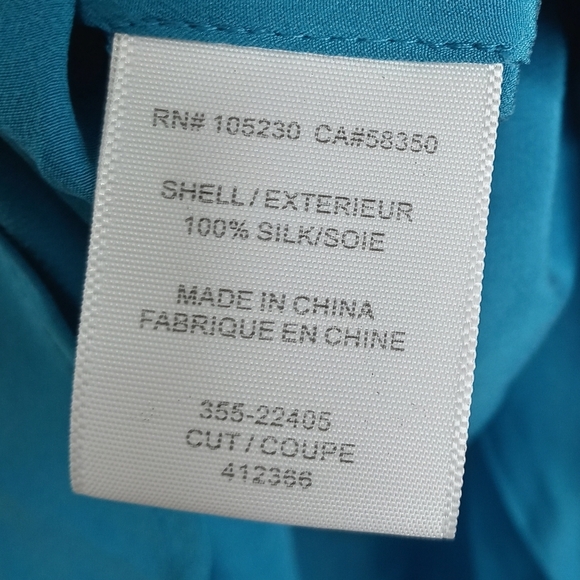 RN# 105230 CA#58350
SHELL/EXTERIEUR
100% SILK/SOIE
MADE IN CHINA
FABRIQUE EN CHINE
355-22405
CUT/COUPE
412366